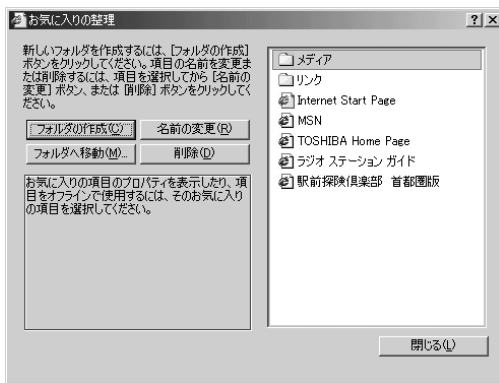 お気に入りの整理
新しいフォルダを作成するには、[フォルダの作成]
ボタンをクリックしてください。項目の名前を変更ま
たは削除するには、項目を選択してから [名前の
変更] ボタン、または [削除] ボタンをクリックしてく
ださい。
フォルダの作成(C)
名前の変更(R)
フォルダへ移動(M)...
削除(D)
お気に入りの項目のプロパティを表示したり、項
目をオフラインで使用するには、そのお気に入り
の項目を選択してください。
メディア
リンク
Internet Start Page
MSN
TOSHIBA Home Page
ラジオ ステーション ガイド
駅前探険倶楽部 首都圏版
閉じる(L)